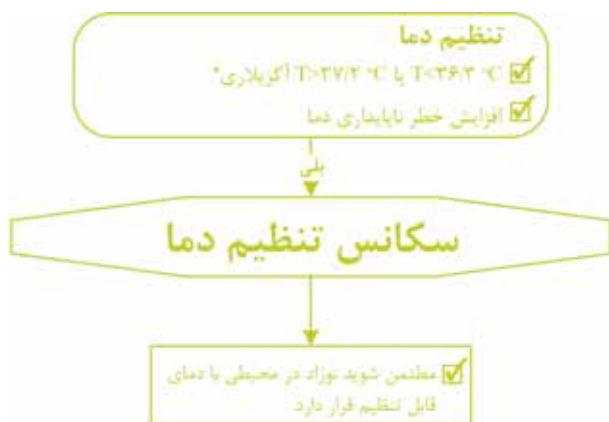 تنظیم دما
T<۳۶/۳ °C یا T>۳۷/۲ °C آگزیلاری*
افزایش خطر ناپایداری دما
بلی
سکانس تنظیم دما
مطئمن شوید نوزاد در محیطی با دمای
قابل تنظیم قرار دارد